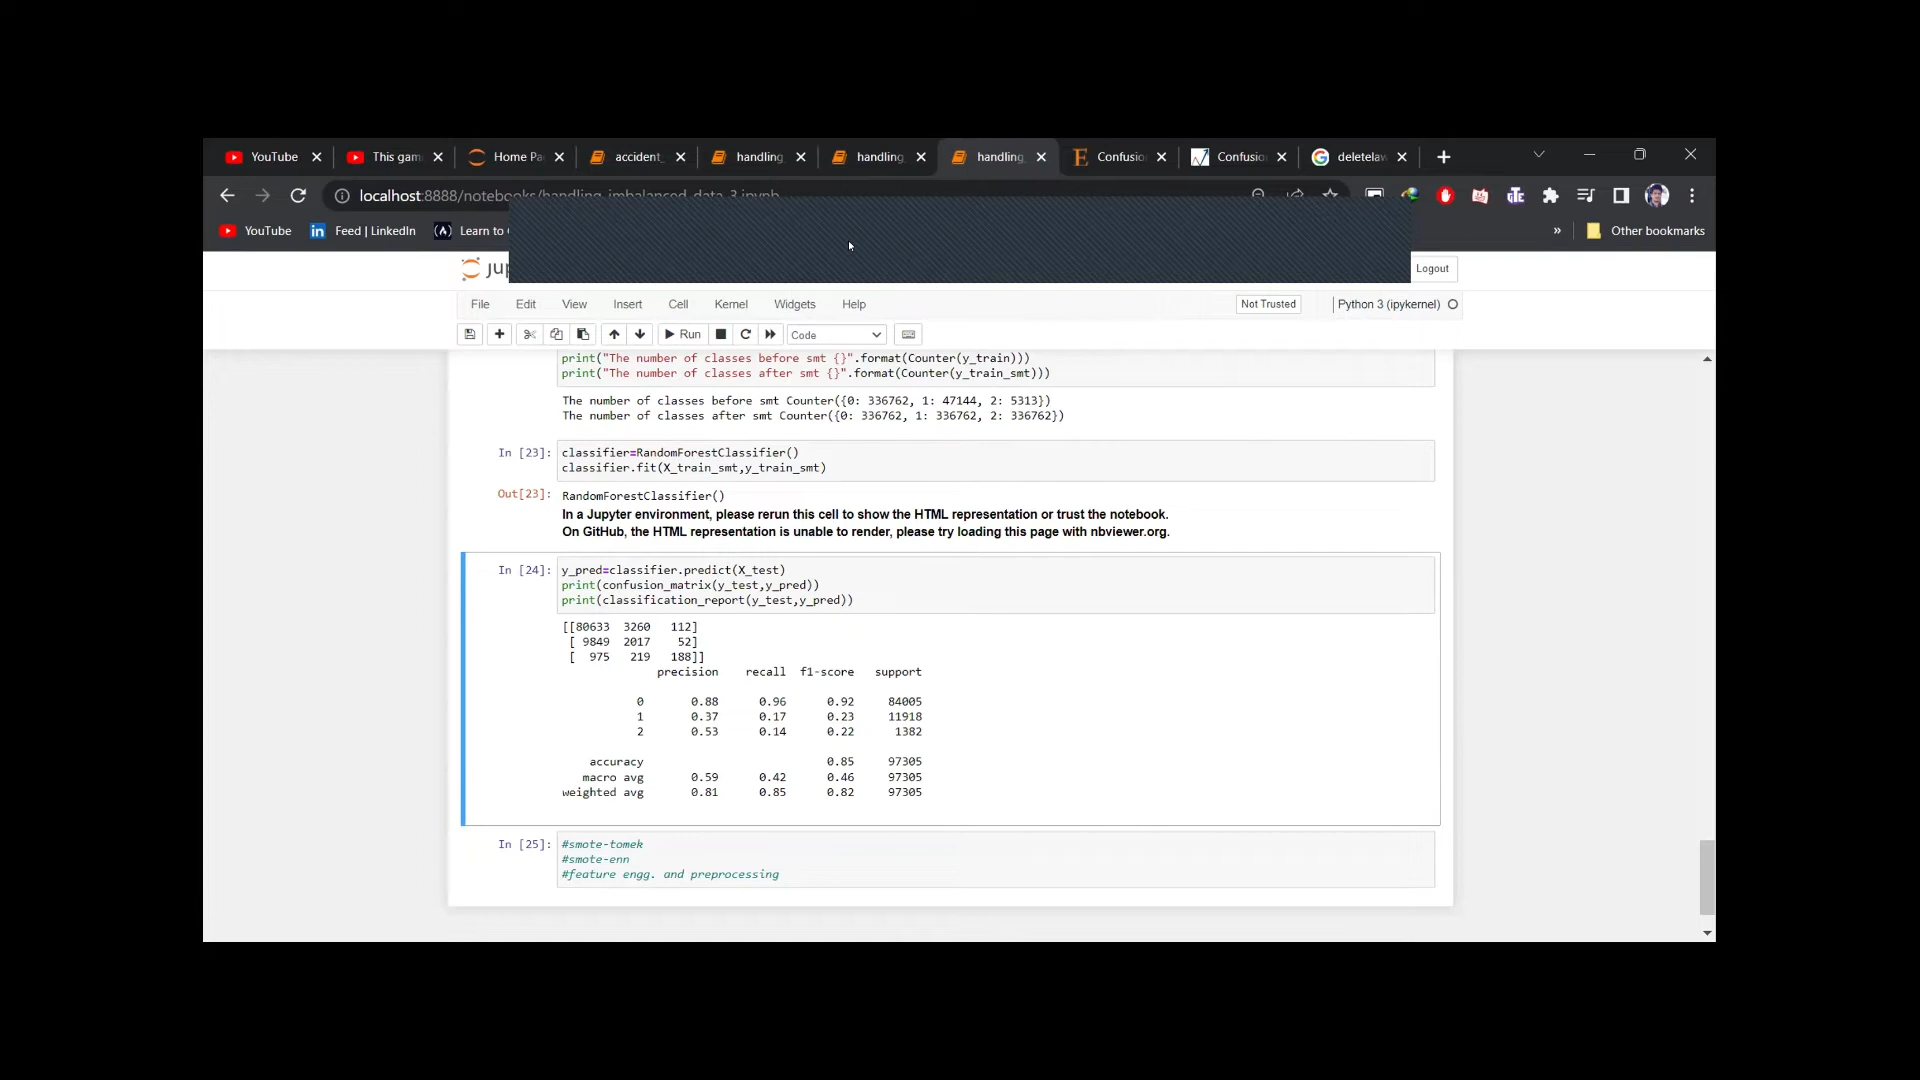 YouTube
This gam
Home Pa
accident_
handling_
handling_
handling_
Confusio
Confusio
deletelaw
localhost:8888/notebooks/handling_imbalanced_data_3.ipynb
YouTube
Feed | LinkedIn
Learn to
Other bookmarks
Logout
File Edit View Insert Cell Kernel Widgets Help
Not Trusted
Python 3 (ipykernel)
Run
Code
print("The number of classes before smt {}".format(Counter(y_train)))
print("The number of classes after smt {}".format(Counter(y_train_smt)))
The number of classes before smt Counter({0: 336762, 1: 47144, 2: 5313})
The number of classes after smt Counter({0: 336762, 1: 336762, 2: 336762})
In [23]: classifier=RandomForestClassifier()
classifier.fit(X_train_smt,y_train_smt)
Out[23]: RandomForestClassifier()
In a Jupyter environment, please rerun this cell to show the HTML representation or trust the notebook.
On GitHub, the HTML representation is unable to render, please try loading this page with nbviewer.org.
In [24]: y_pred=classifier.predict(X_test)
print(confusion_matrix(y_test,y_pred))
print(classification_report(y_test,y_pred))
[[80633 3260 112]
[ 9849 2017 52]
[ 975 219 188]]
precision recall f1-score support
0 0.88 0.96 0.92 84005
1 0.37 0.17 0.23 11918
2 0.53 0.14 0.22 1382
accuracy 0.85 97305
macro avg 0.59 0.42 0.46 97305
weighted avg 0.81 0.85 0.82 97305
In [25]: #smote-tomek
#smote-enn
#feature engg. and preprocessing